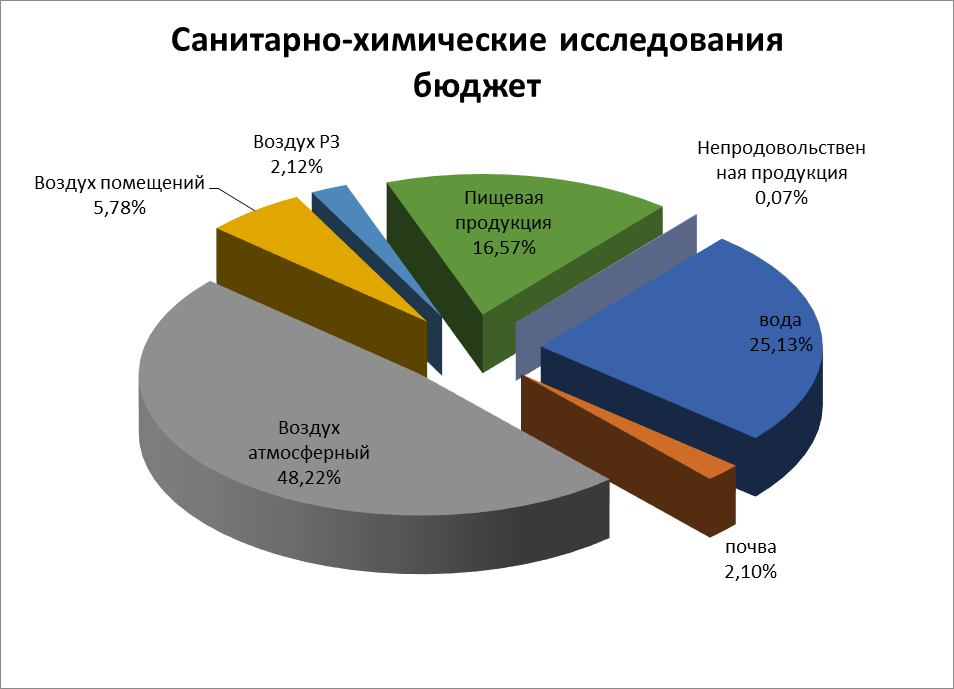 Санитарно-химические исследования
бюджет
Воздух РЗ
2,12%
Непродовольствен
ная продукция
0,07%
Воздух помещений
5,78%
Пищевая
продукция
16,57%
вода
25,13%
Воздух
атмосферный
48,22%
почва
2,10%